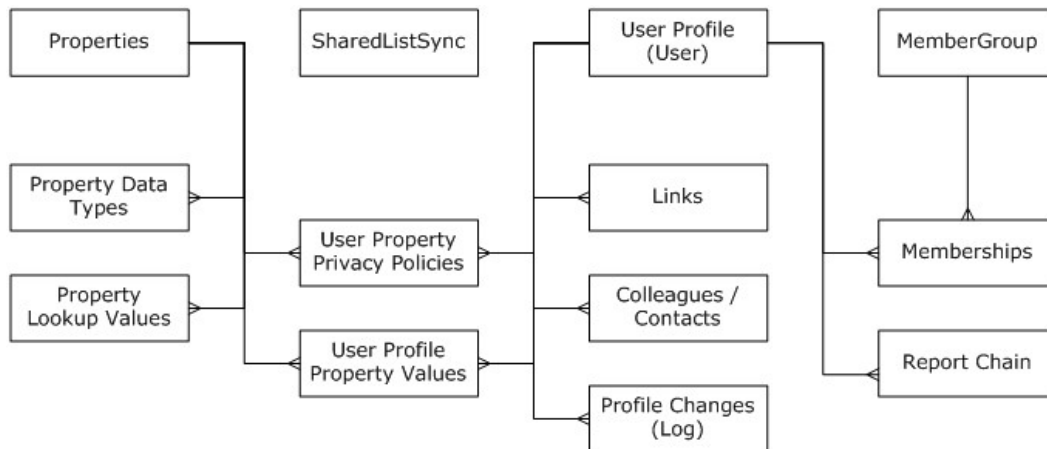 Properties
SharedListSync
User Profile
(User)
MemberGroup
Property Data
Types
Links
User Property
Privacy Policies
Memberships
Property
Lookup Values
Colleagues /
Contacts
User Profile
Property Values
Report Chain
Profile Changes
(Log)